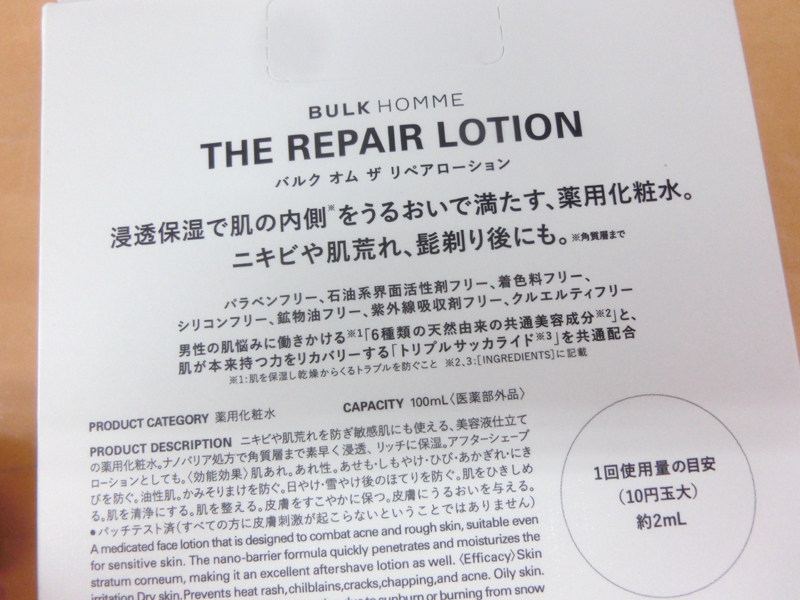 BULK HOMME
THE REPAIR LOTION
バルク オム ザ リペアローション
浸透保湿で肌の内側※をうるおいで満たす、薬用化粧水。
ニキビや肌荒れ、髭剃り後にも。※角質層まで
パラベンフリー、石油系界面活性剤フリー、着色料フリー、
シリコンフリー、鉱物油フリー、紫外線吸収剤フリー、クルエルティフリー
男性の肌悩みに働きかける※1「6種類の天然由来の共通美容成分※2」と、
肌が本来持つ力をリカバリーする「トリプルサッカライド※3」を共通配合
※1:肌を保湿し乾燥からくるトラブルを防ぐこと ※2、3:[INGREDIENTS]に記載
PRODUCT CATEGORY 薬用化粧水 CAPACITY 100mL〈医薬部外品〉
PRODUCT DESCRIPTION ニキビや肌荒れを防ぎ敏感肌にも使える、美容液仕立て
の薬用化粧水。ナノバリア処方で角質層まで素早く浸透、リッチに保湿。アフターシェーブ
ローションとしても。〈効能効果〉肌あれ。あれ性。あせも・しもやけ・ひび・あかぎれ・にき
びを防ぐ。油性肌。かみそりまけを防ぐ。日やけ・雪やけ後のほてりを防ぐ。肌をひきしめ
る。肌を清浄にする。肌を整える。皮膚をすこやかに保つ。皮膚にうるおいを与える。
•パッチテスト済(すべての方に皮膚刺激が起こらないということではありません)
A medicated face lotion that is designed to combat acne and rough skin, suitable even
for sensitive skin. The nano-barrier formula quickly penetrates and moisturizes the
stratum corneum, making it an excellent aftershave lotion as well. 〈Efficacy〉Skin
irritation. Dry skin. Prevents heat rash, chilblains, cracks, chapping, and acne. Oily skin.
sunburn or burning from snow
1回使用量の目安
(10円玉大)
約2mL